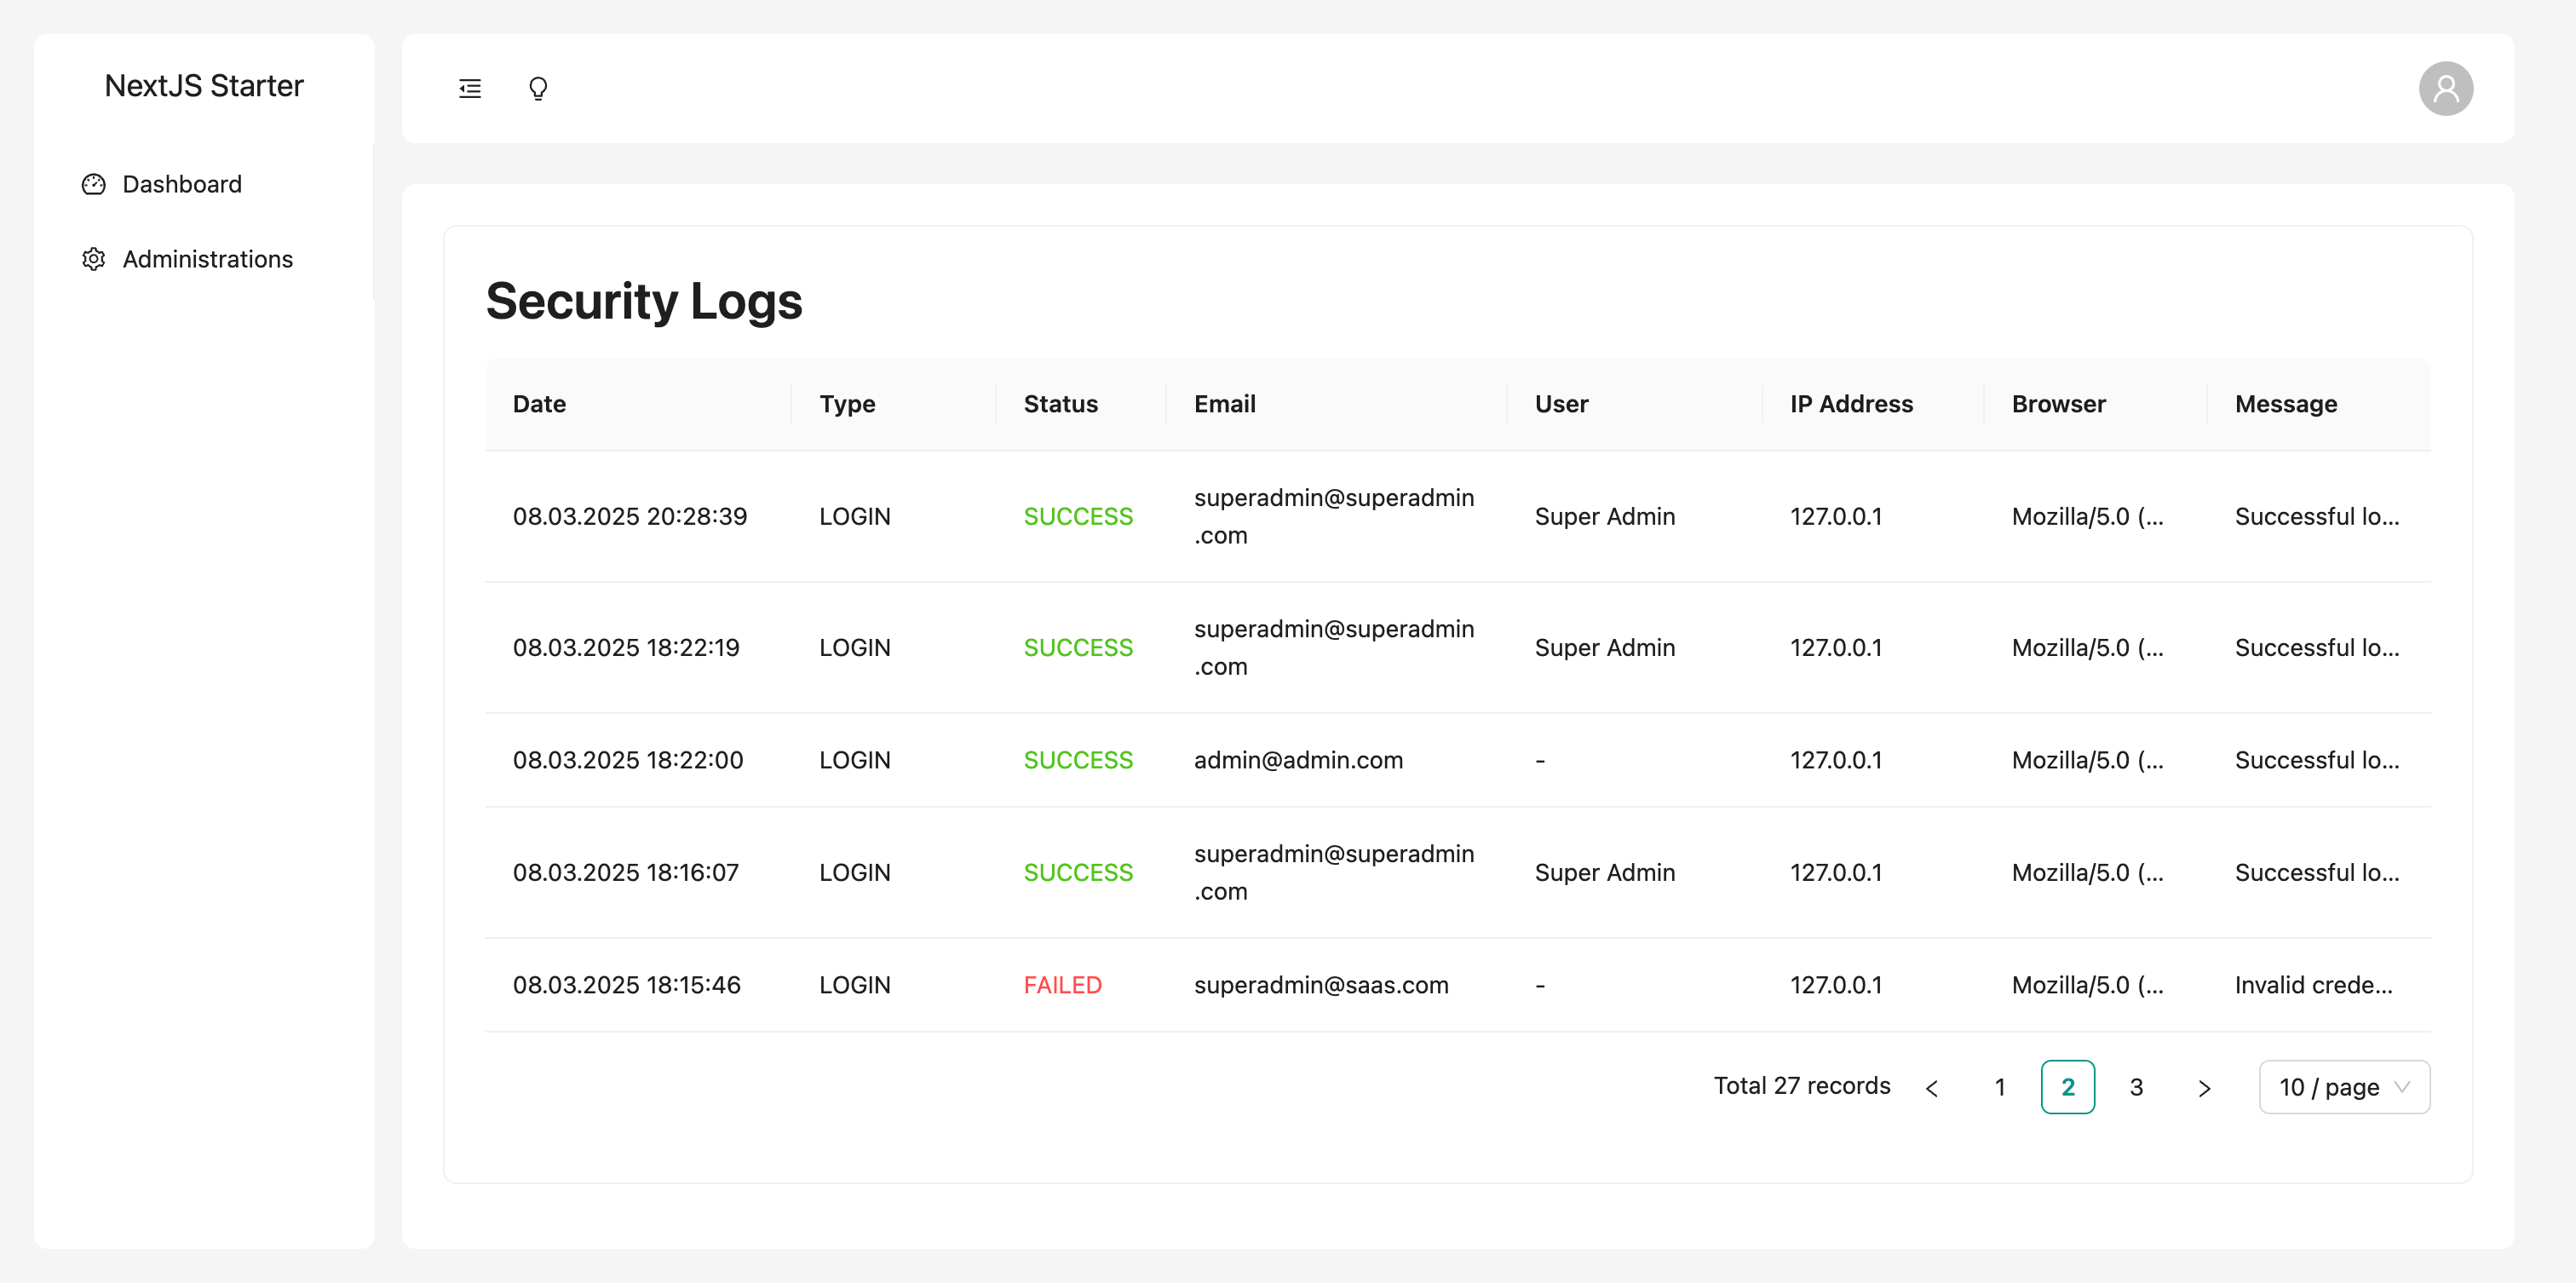 NextJS Starter
Dashboard
Administrations
Security Logs
Date Type Status Email User IP Address Browser Message
08.03.2025 20:28:39 LOGIN SUCCESS superadmin@superadmin
.com Super Admin 127.0.0.1 Mozilla/5.0 (... Successful lo...
08.03.2025 18:22:19 LOGIN SUCCESS superadmin@superadmin
.com Super Admin 127.0.0.1 Mozilla/5.0 (... Successful lo...
08.03.2025 18:22:00 LOGIN SUCCESS admin@admin.com - 127.0.0.1 Mozilla/5.0 (... Successful lo...
08.03.2025 18:16:07 LOGIN SUCCESS superadmin@superadmin
.com Super Admin 127.0.0.1 Mozilla/5.0 (... Successful lo...
08.03.2025 18:15:46 LOGIN FAILED superadmin@saas.com - 127.0.0.1 Mozilla/5.0 (... Invalid crede...
Total 27 records < 1 2 3 > 10 / page